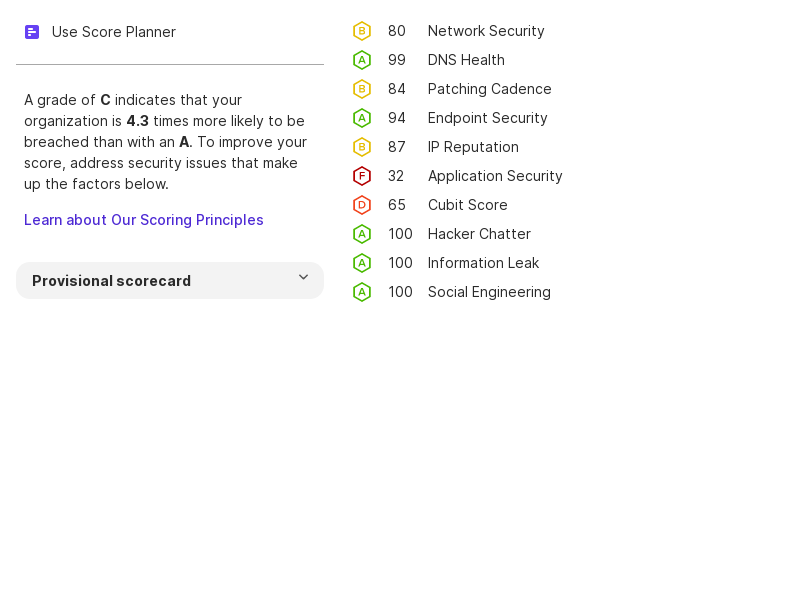 Use Score Planner
A grade of C indicates that your
organization is 4.3 times more likely to be
breached than with an A. To improve your
score, address security issues that make
up the factors below.
Learn about Our Scoring Principles
Provisional scorecard
B 80 Network Security
A 99 DNS Health
B 84 Patching Cadence
A 94 Endpoint Security
B 87 IP Reputation
F 32 Application Security
D 65 Cubit Score
A 100 Hacker Chatter
A 100 Information Leak
A 100 Social Engineering